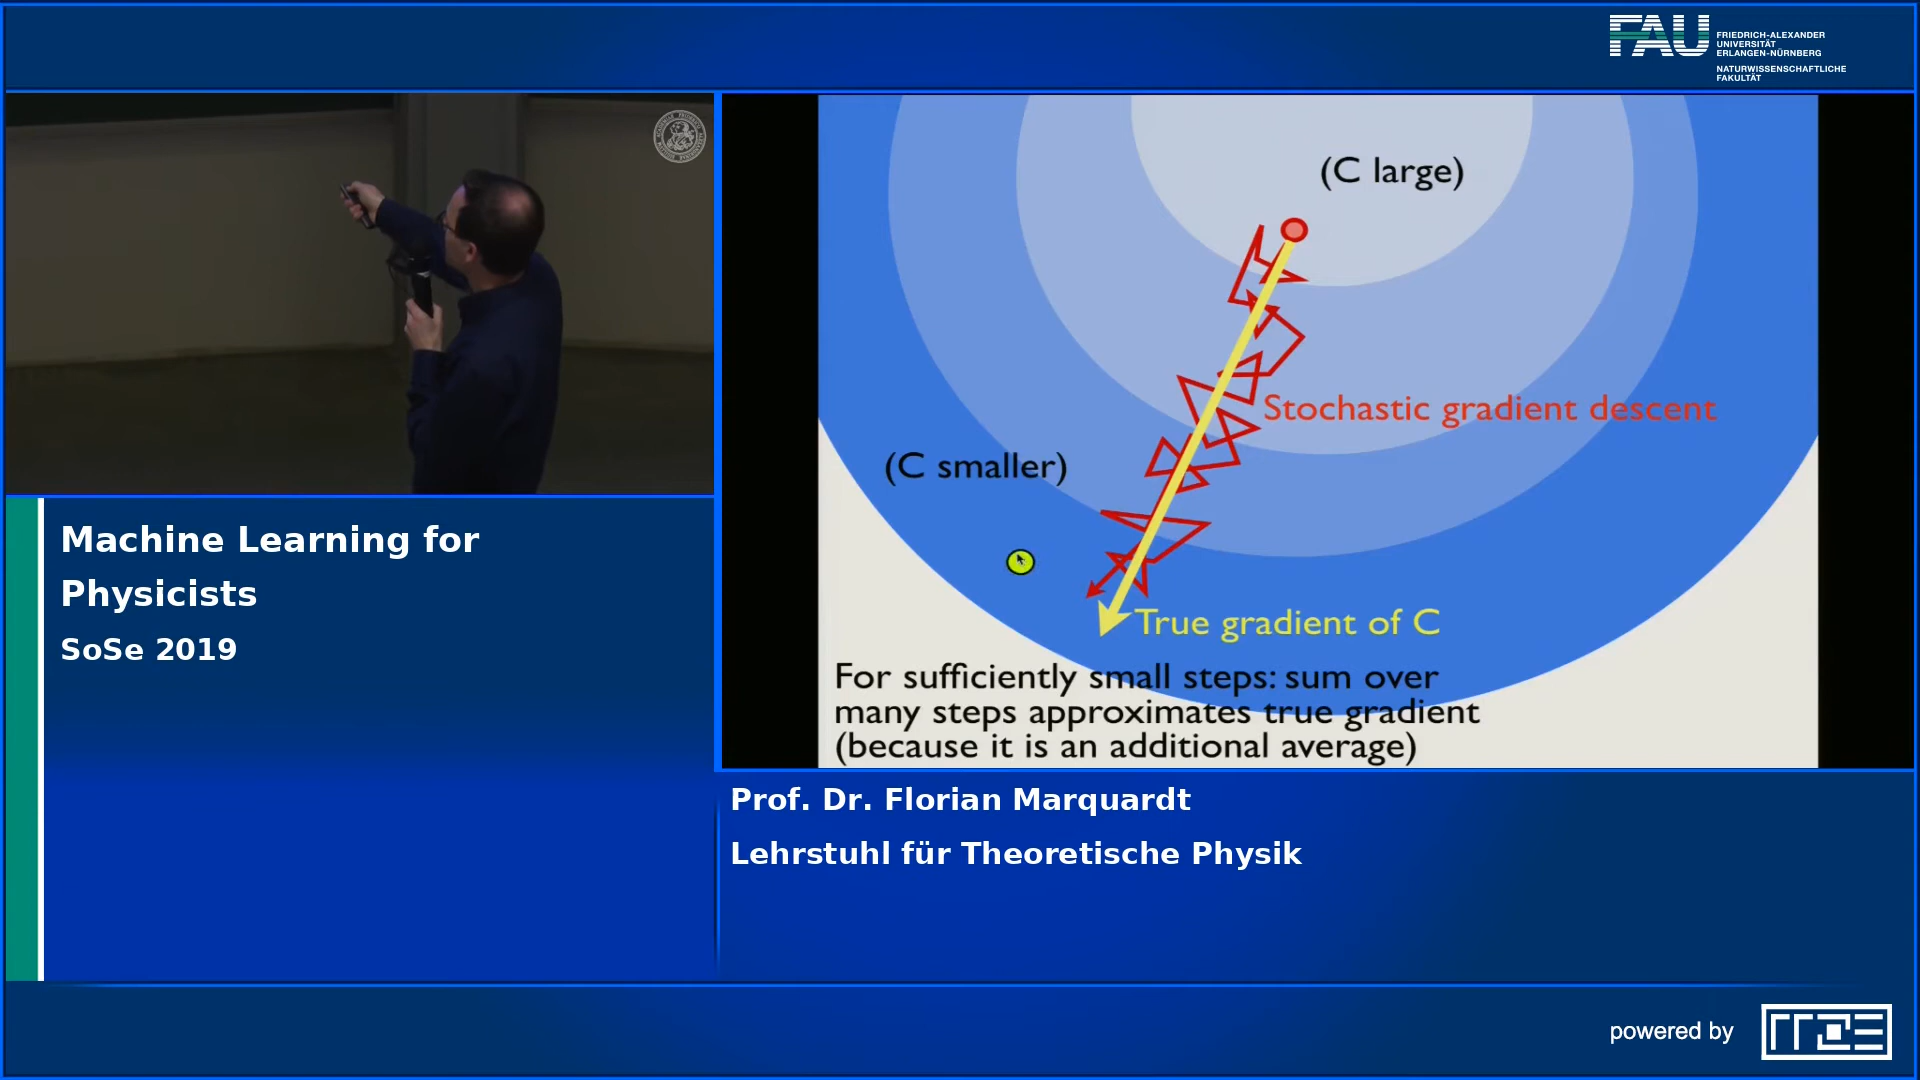 FAU
FRIEDRICH-ALEXANDER
UNIVERSITÄT
ERLANGEN-NÜRNBERG
NATURWISSENSCHAFTLICHE
FAKULTÄT
(C large)
Stochastic gradient descent
(C smaller)
True gradient of C
For sufficiently small steps: sum over
many steps approximates true gradient
(because it is an additional average)
Machine Learning for
Physicists
SoSe 2019
Prof. Dr. Florian Marquardt
Lehrstuhl für Theoretische Physik
powered by